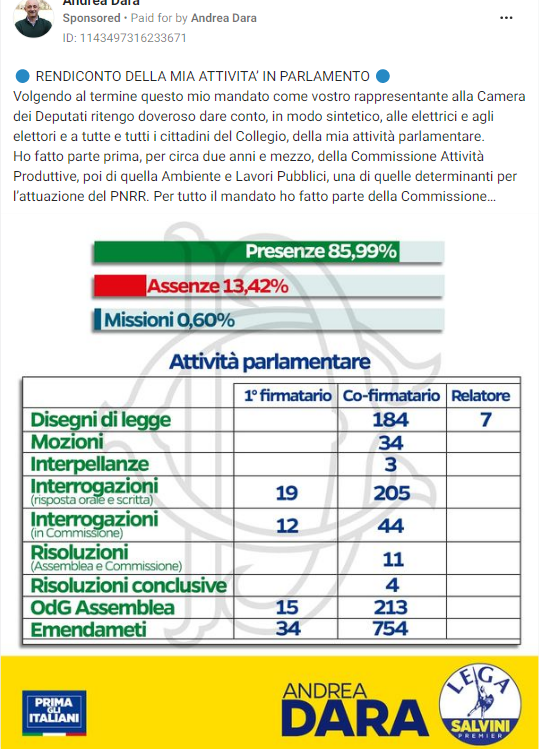 Andrea Dara
Sponsored • Paid for by Andrea Dara
ID: 1143497316233671
🔵 RENDICONTO DELLA MIA ATTIVITA' IN PARLAMENTO 🔵
Volgendo al termine questo mio mandato come vostro rappresentante alla Camera
dei Deputati ritengo doveroso dare conto, in modo sintetico, alle elettrici e agli
elettori e a tutte e tutti i cittadini del Collegio, della mia attività parlamentare.
Ho fatto parte prima, per circa due anni e mezzo, della Commissione Attività
Produttive, poi di quella Ambiente e Lavori Pubblici, una di quelle determinanti per
l'attuazione del PNRR. Per tutto il mandato ho fatto parte della Commissione...
Presenze 85,99%
Assenze 13,42%
Missioni 0,60%
Attività parlamentare
1° firmatario Co-firmatario Relatore
Disegni di legge 184 7
Mozioni 34
Interpellanze 3
Interrogazioni 19 205
(risposta orale e scritta)
Interrogazioni 12 44
(in Commissione)
Risoluzioni 11
(Assemblea e Commissione)
Risoluzioni conclusive 4
OdG Assemblea 15 213
Emendameti 34 754
PRIMA
GLI
ITALIANI
ANDREA
DARA
LEGA
SALVINI
PREMIER